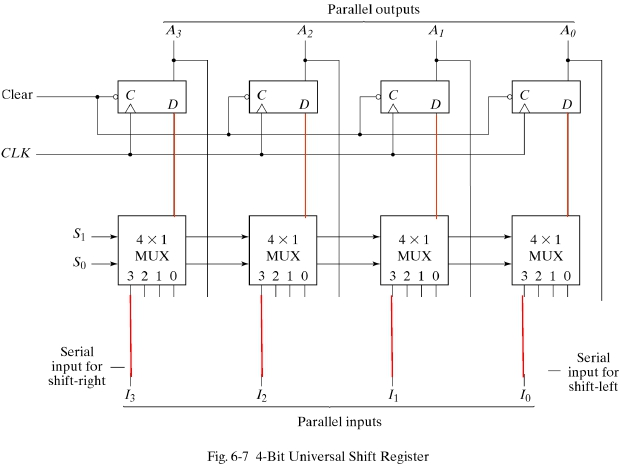 Parallel outputs
A3 A2 A1 A0
Clear
C D C D C D C D
CLK
S1
4 × 1 4 × 1 4 × 1 4 × 1
S0
MUX MUX MUX MUX
3 2 1 0 3 2 1 0 3 2 1 0 3 2 1 0
Serial
input for
shift-right
Serial
input for
shift-left
I3 I2 I1 I0
Parallel inputs
Fig. 6-7 4-Bit Universal Shift Register